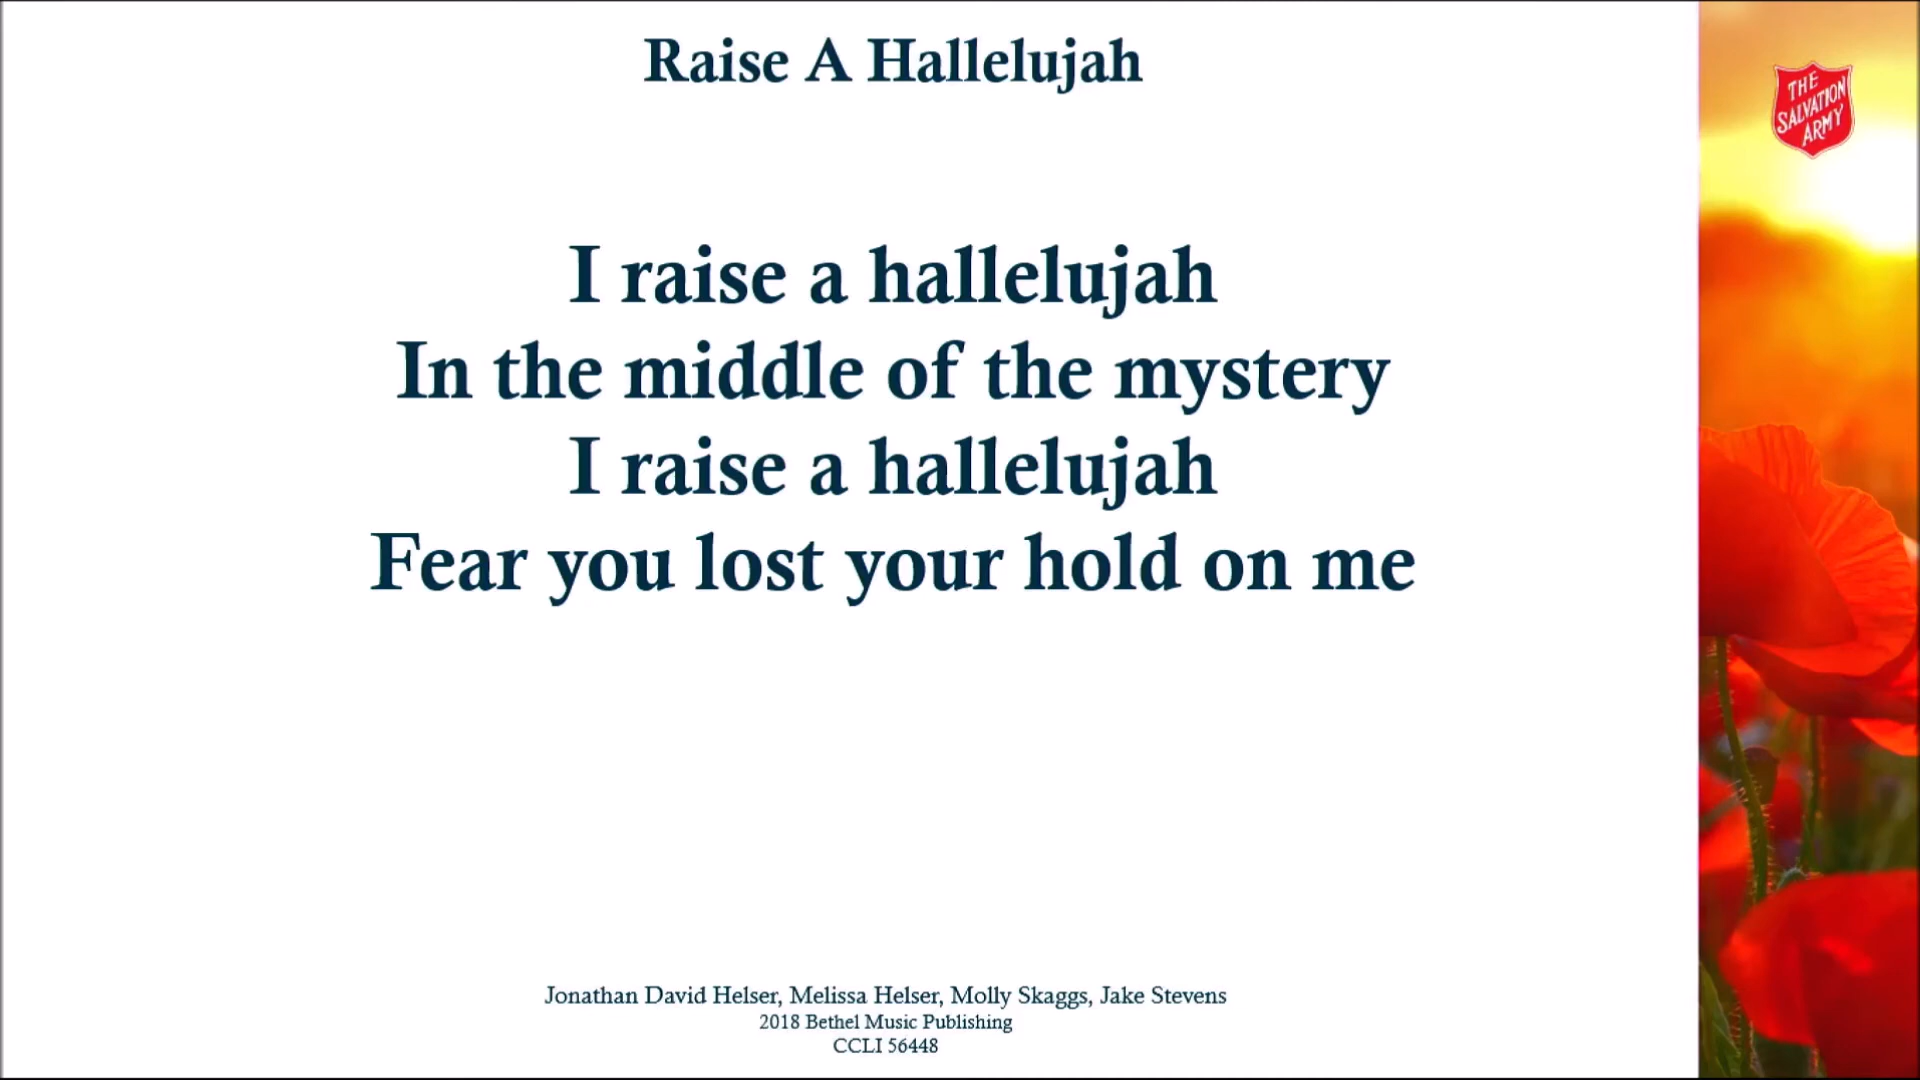 Raise A Hallelujah
THE
SALVATION
ARMY
I raise a hallelujah
In the middle of the mystery
I raise a hallelujah
Fear you lost your hold on me
Jonathan David Helser, Melissa Helser, Molly Skaggs, Jake Stevens
2018 Bethel Music Publishing
CCLI 56448